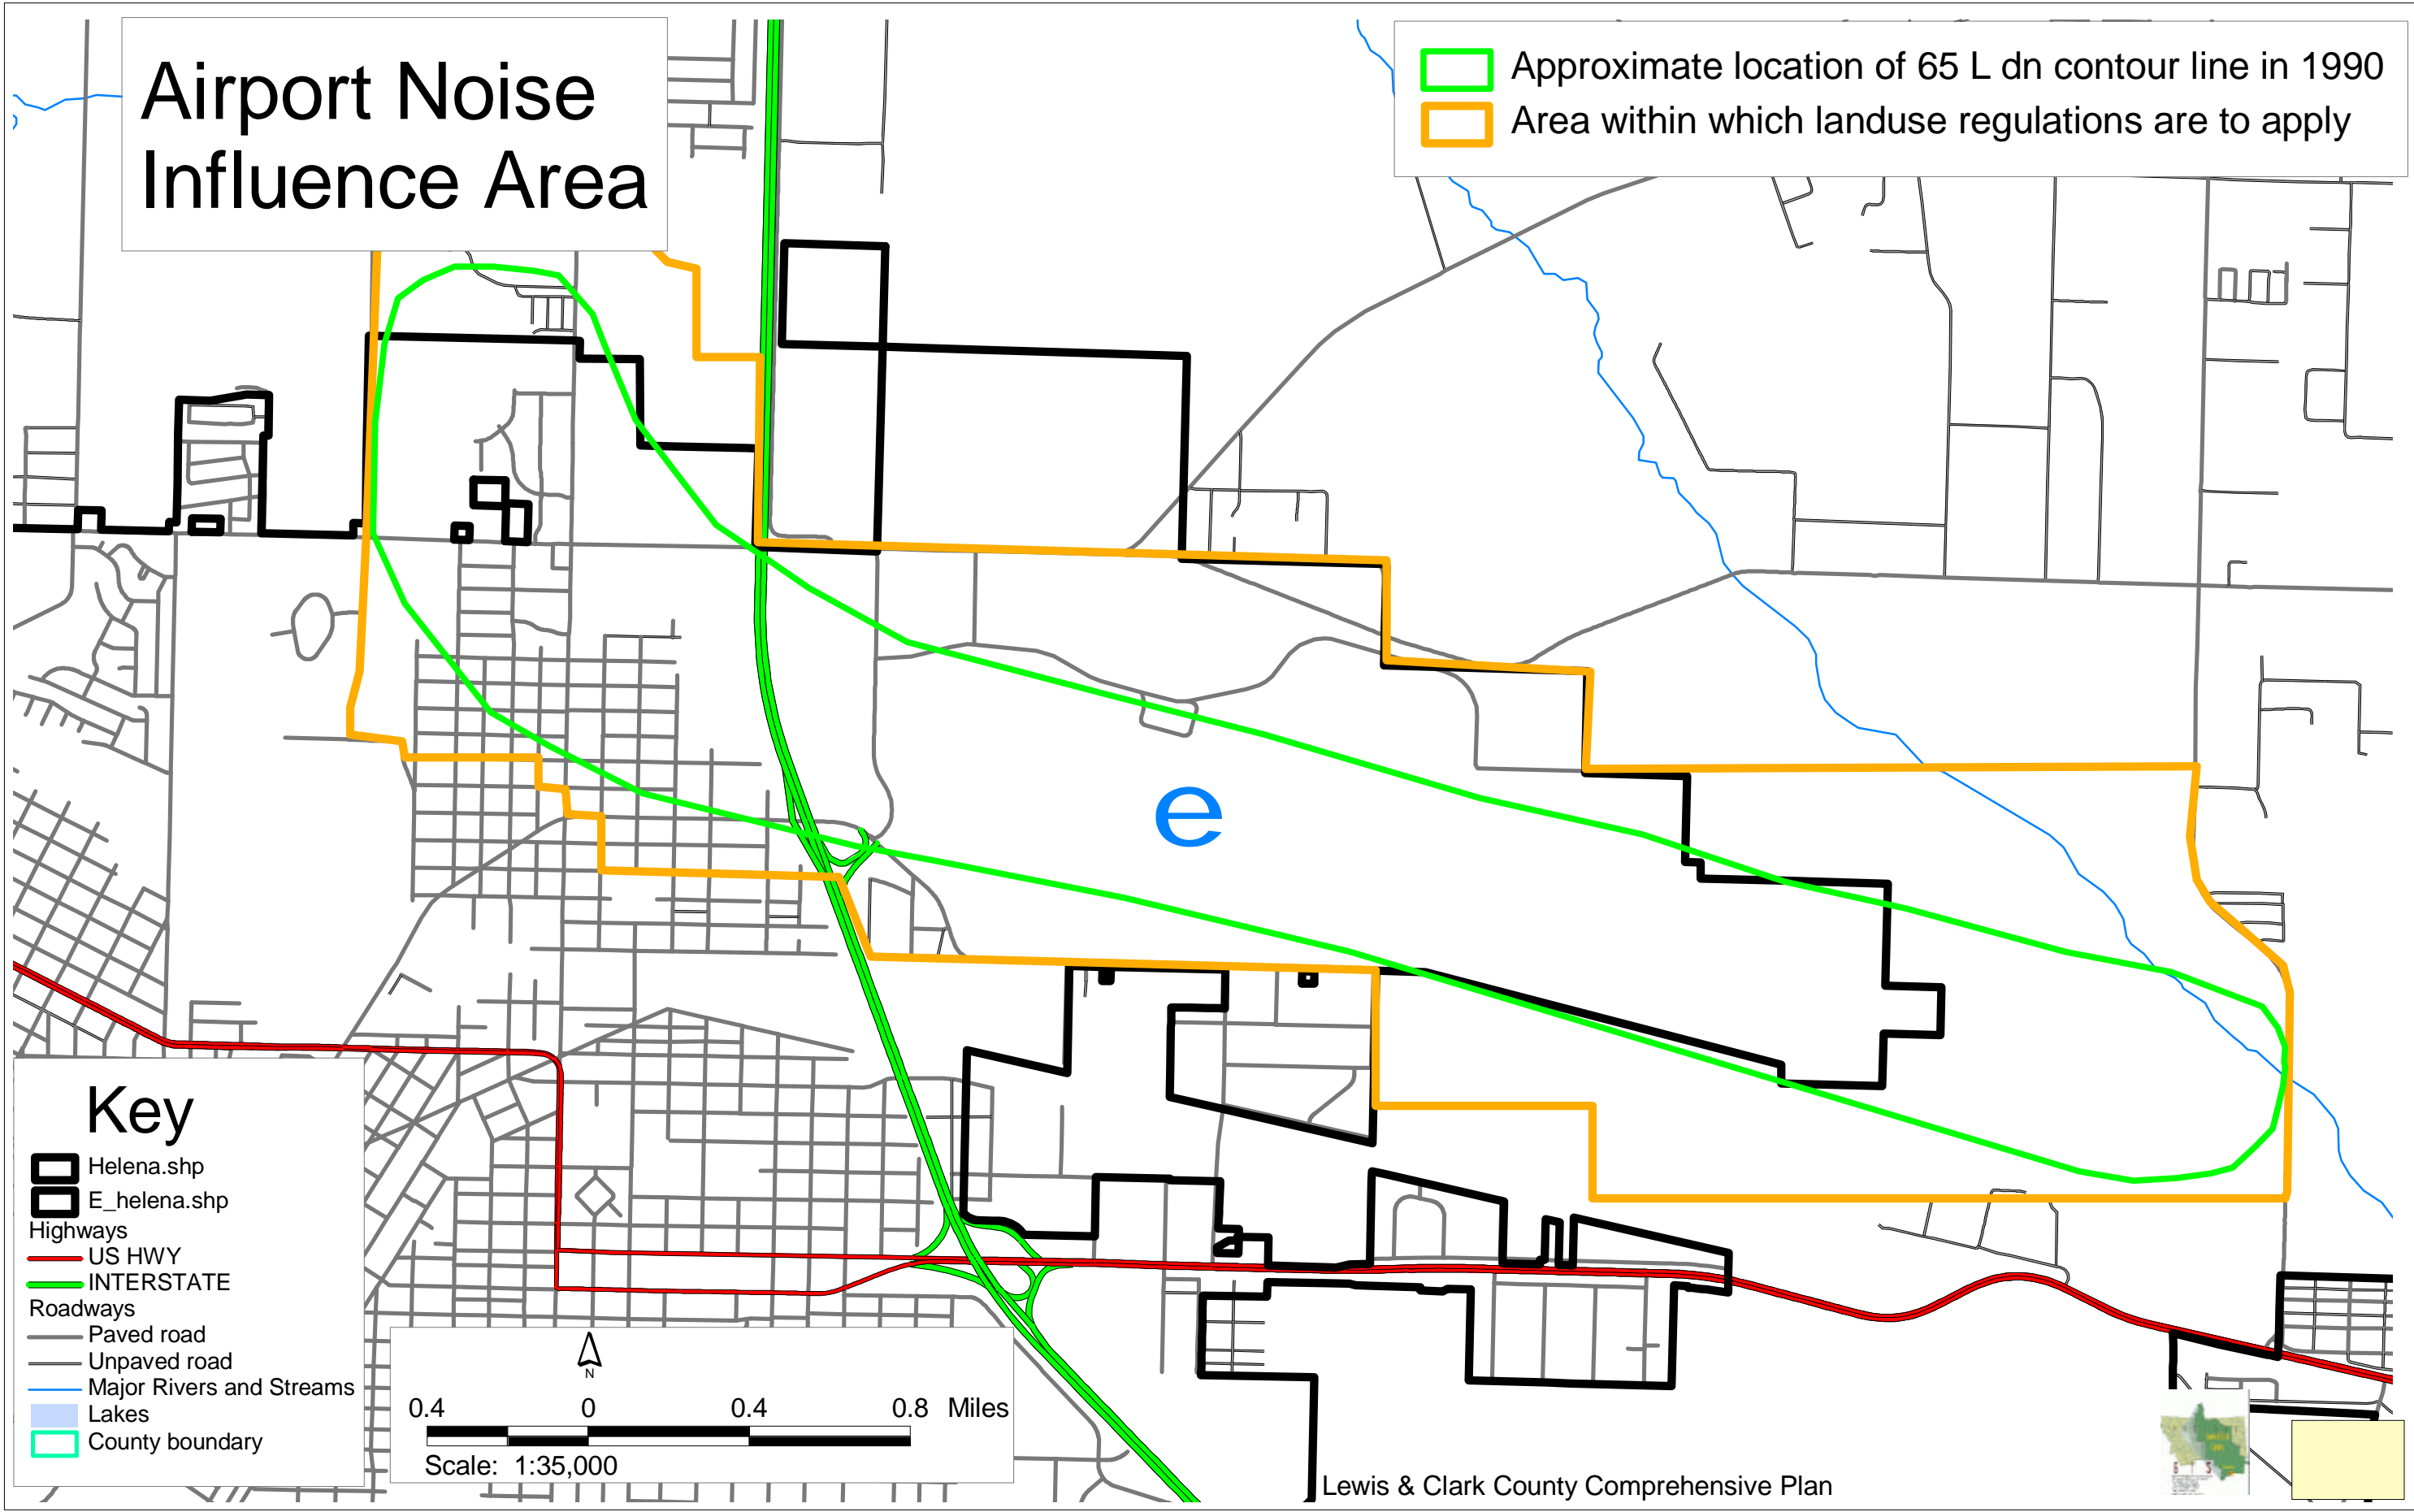 Airport Noise
Influence Area
Approximate location of 65 L dn contour line in 1990
Area within which landuse regulations are to apply
e
Key
Helena.shp
E_helena.shp
Highways
US HWY
INTERSTATE
Roadways
Paved road
Unpaved road
Major Rivers and Streams
Lakes
County boundary
N
0.4 0 0.4 0.8 Miles
Scale: 1:35,000
Lewis & Clark County Comprehensive Plan
G I S